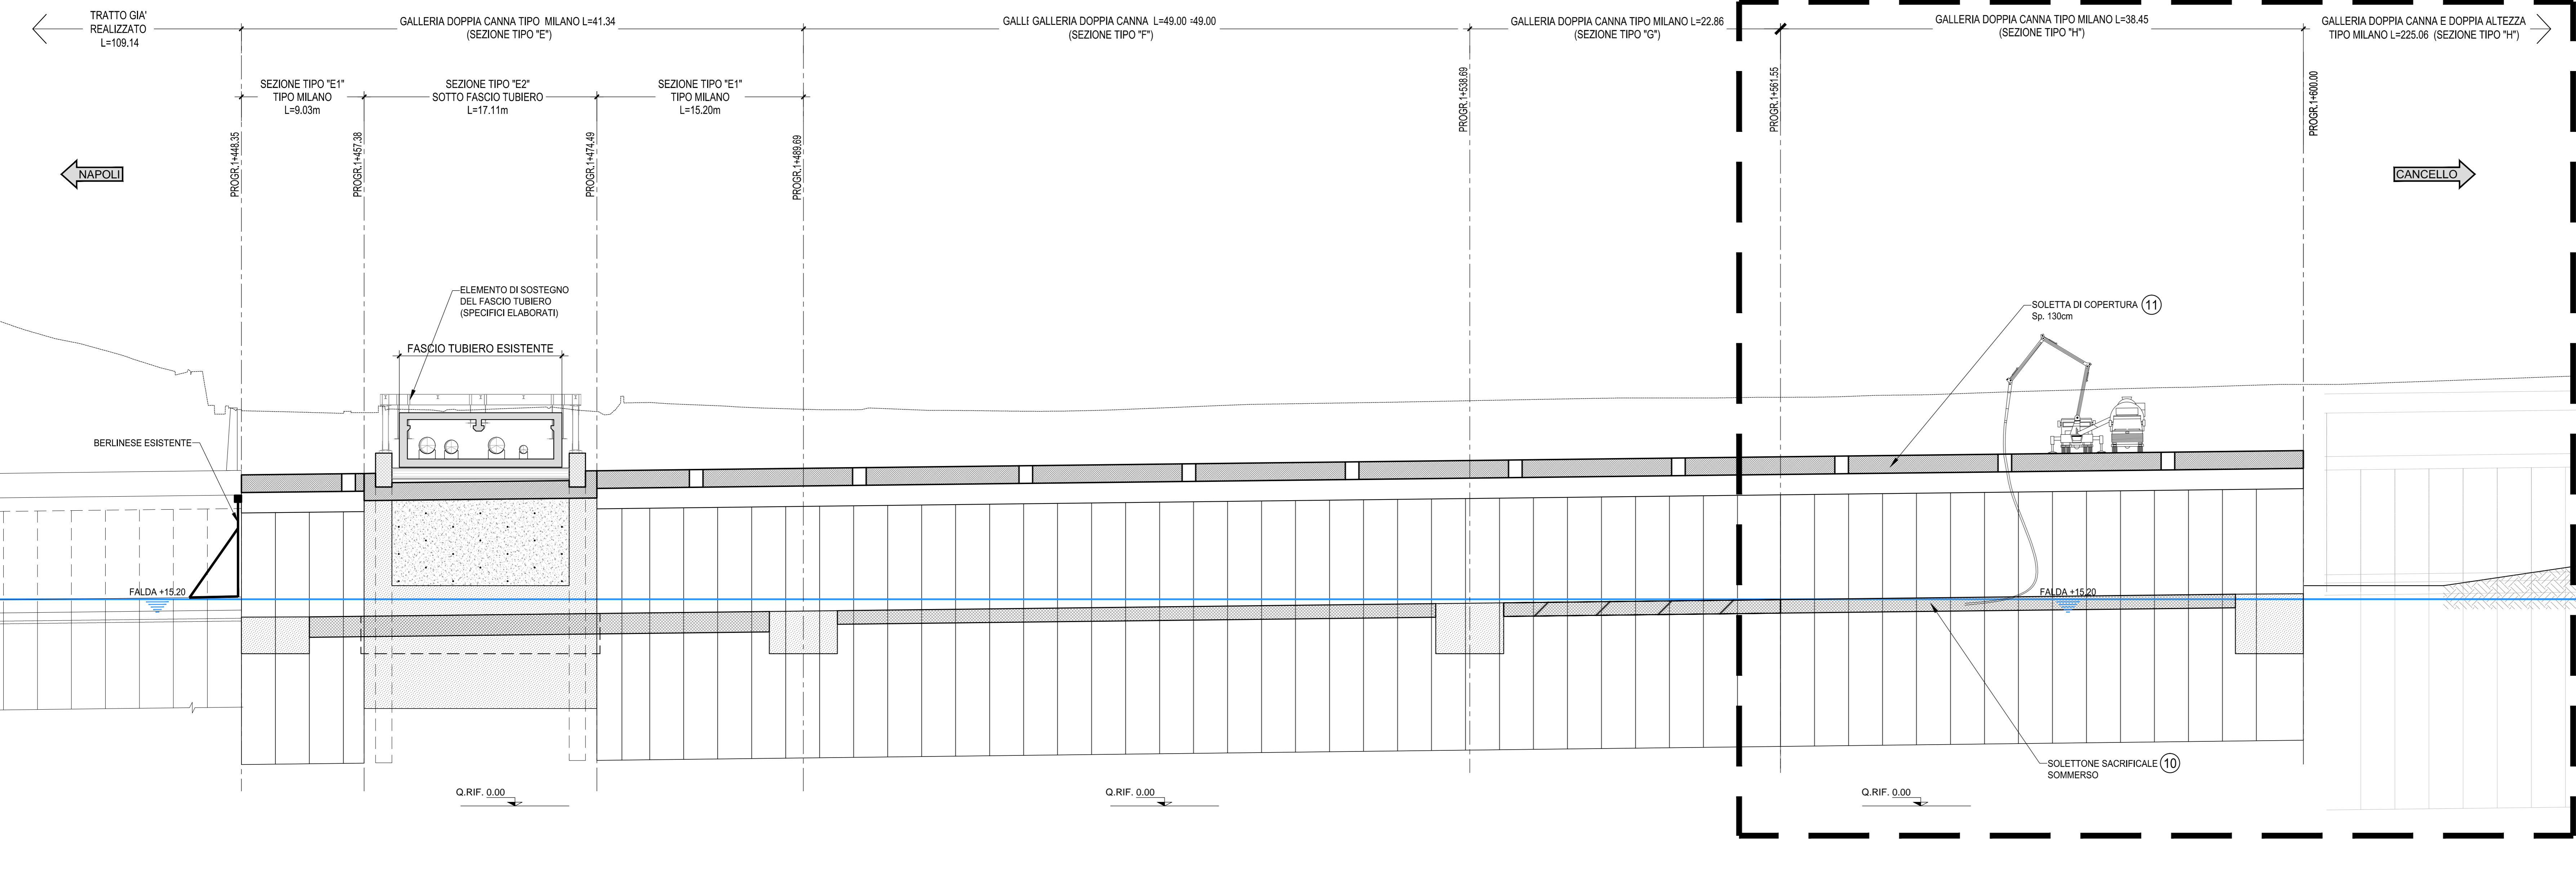 TRATTO GIA'
REALIZZATO
L=109.14
GALLERIA DOPPIA CANNA TIPO MILANO L=41.34
(SEZIONE TIPO "E")
GALLI GALLERIA DOPPIA CANNA L=49.00 =49.00
(SEZIONE TIPO "F")
GALLERIA DOPPIA CANNA TIPO MILANO L=22.86
(SEZIONE TIPO "G")
GALLERIA DOPPIA CANNA TIPO MILANO L=38.45
(SEZIONE TIPO "H")
GALLERIA DOPPIA CANNA E DOPPIA ALTEZZA
TIPO MILANO L=225.06 (SEZIONE TIPO "H")
SEZIONE TIPO "E1"
TIPO MILANO
L=9.03m
SEZIONE TIPO "E2"
SOTTO FASCIO TUBIERO
L=17.11m
SEZIONE TIPO "E1"
TIPO MILANO
L=15.20m
PROGR.1+448.35
PROGR.1+457.38
PROGR.1+474.49
PROGR.1+489.69
PROGR.1+538.69
PROGR.1+561.55
PROGR.1+600.00
NAPOLI
CANCELLO
ELEMENTO DI SOSTEGNO
DEL FASCIO TUBIERO
(SPECIFICI ELABORATI)
FASCIO TUBIERO ESISTENTE
SOLETTA DI COPERTURA 11
Sp. 130cm
BERLINESE ESISTENTE
FALDA +15.20
FALDA +15.20
SOLETTONE SACRIFICALE 10
SOMMERSO
Q.RIF. 0.00
Q.RIF. 0.00
Q.RIF. 0.00